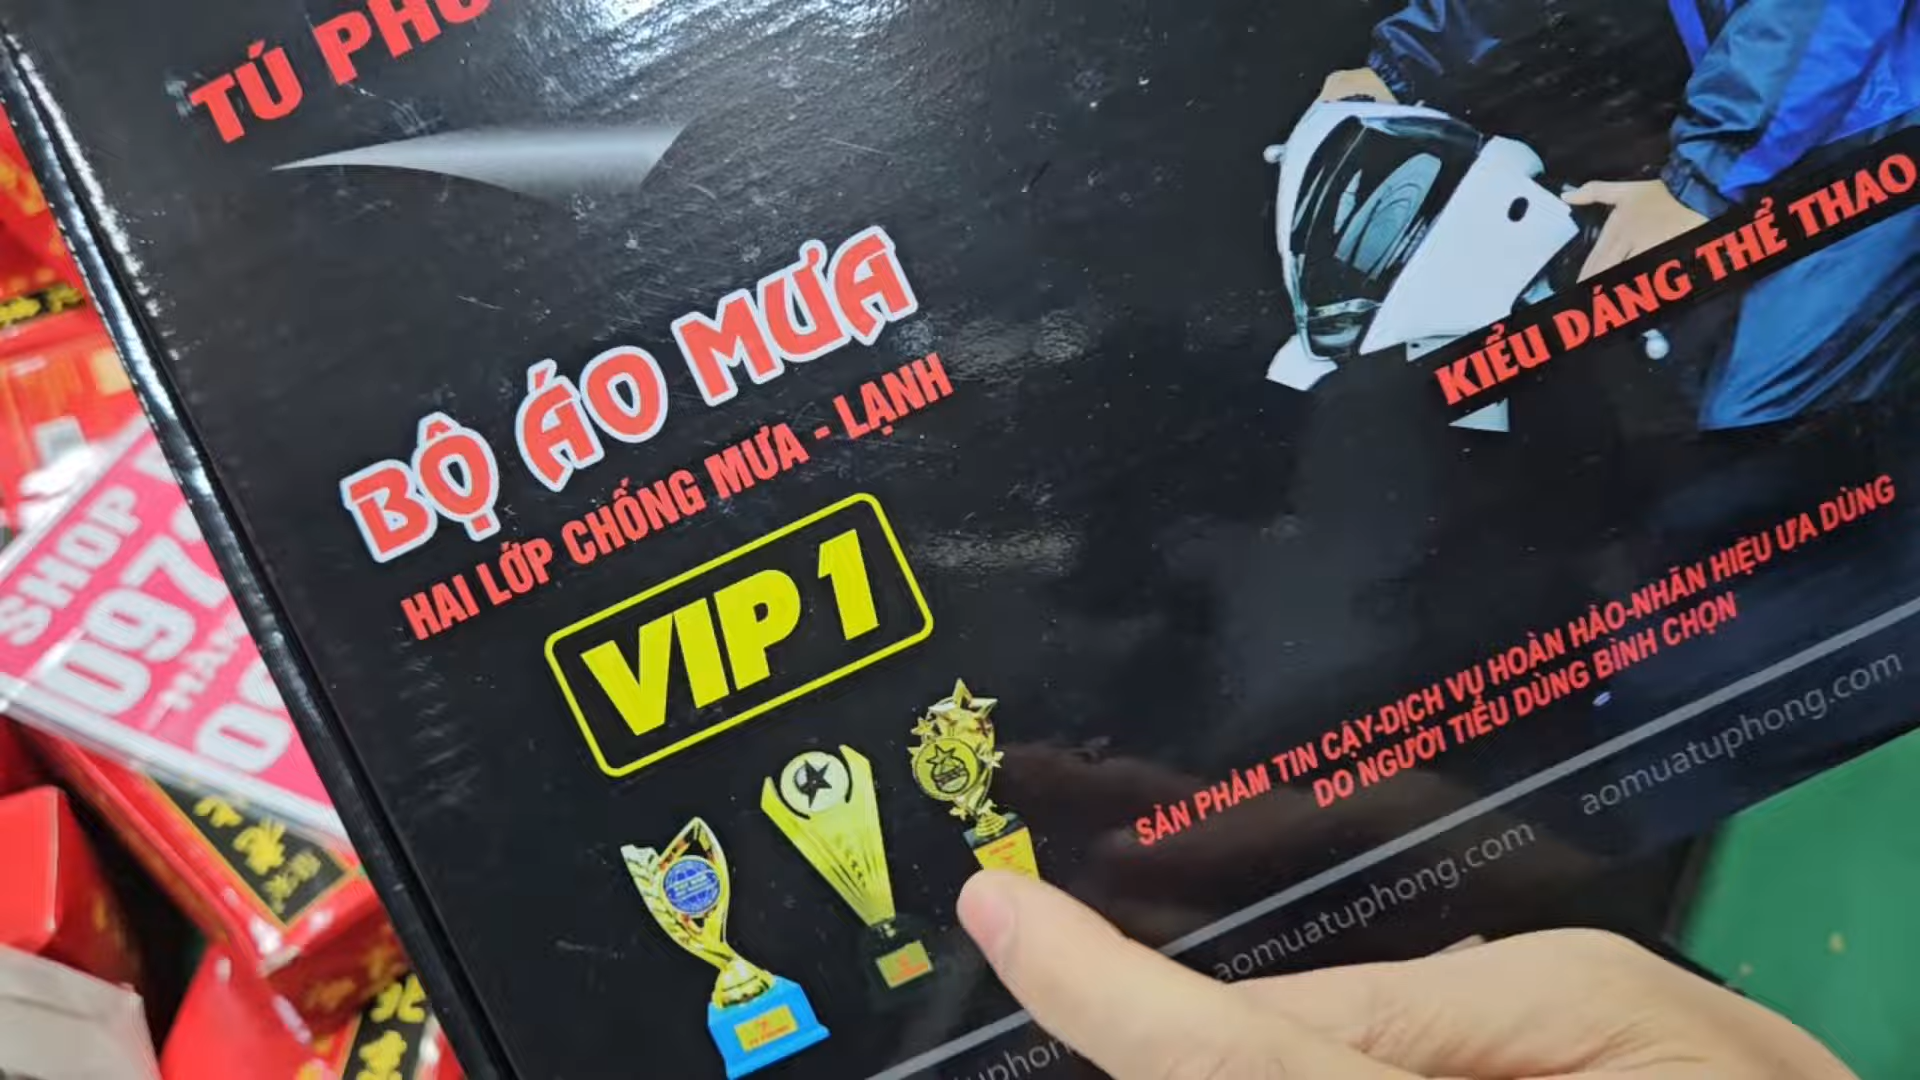 TÚ PHO
BỘ ÁO MƯA
HAI LỚP CHỐNG MƯA - LẠNH
VIP 1
KIỂU DÁNG THỂ THAO
SẢN PHẨM TIN CẬY-DỊCH VỤ HOÀN HẢO-NHÃN HIỆU ƯA DÙNG
DO NGƯỜI TIÊU DÙNG BÌNH CHỌN
aomuatuphong.com
aomuatuphong.com
uphon
SHOP
097